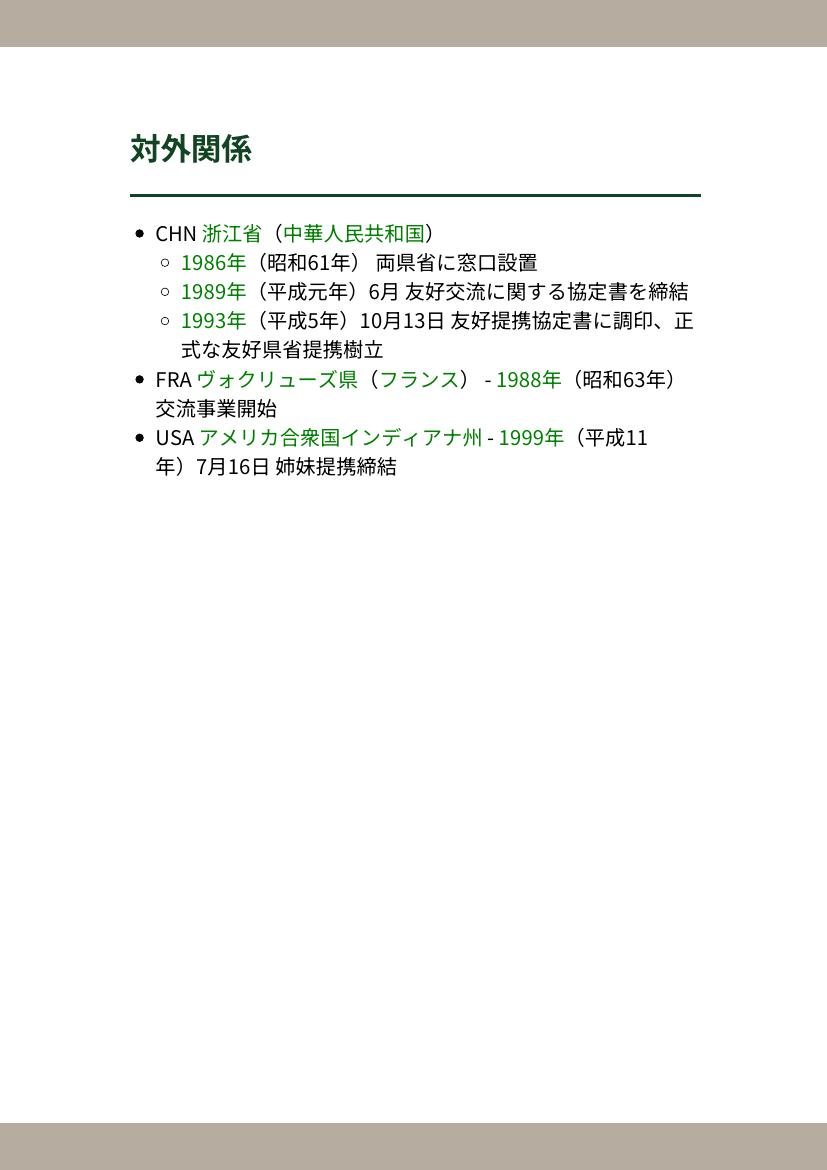 対外関係
CHN 浙江省（中華人民共和国）
1986年（昭和61年） 両県省に窓口設置
1989年（平成元年）6月 友好交流に関する協定書を締結
1993年（平成5年）10月13日 友好提携協定書に調印、正
式な友好県省提携樹立
FRA ヴォクリューズ県（フランス） - 1988年（昭和63年）
交流事業開始
USA アメリカ合衆国インディアナ州 - 1999年（平成11
年）7月16日 姉妹提携締結